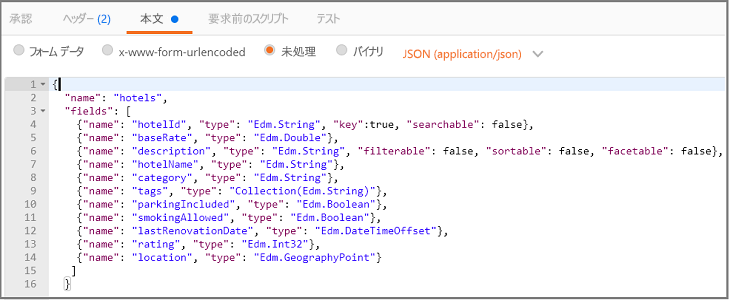 承認 ヘッダー (2) 本文 要求前のスクリプト テスト
フォーム データ x-www-form-urlencoded 未処理 バイナリ JSON (application/json)
1 {
2 "name": "hotels",
3 "fields": [
4 {"name": "hotelId", "type": "Edm.String", "key":true, "searchable": false},
5 {"name": "baseRate", "type": "Edm.Double"},
6 {"name": "description", "type": "Edm.String", "filterable": false, "sortable": false, "facetable": false},
7 {"name": "hotelName", "type": "Edm.String"},
8 {"name": "category", "type": "Edm.String"},
9 {"name": "tags", "type": "Collection(Edm.String)"},
10 {"name": "parkingIncluded", "type": "Edm.Boolean"},
11 {"name": "smokingAllowed", "type": "Edm.Boolean"},
12 {"name": "lastRenovationDate", "type": "Edm.DateTimeOffset"},
13 {"name": "rating", "type": "Edm.Int32"},
14 {"name": "location", "type": "Edm.GeographyPoint"}
15 ]
16 }